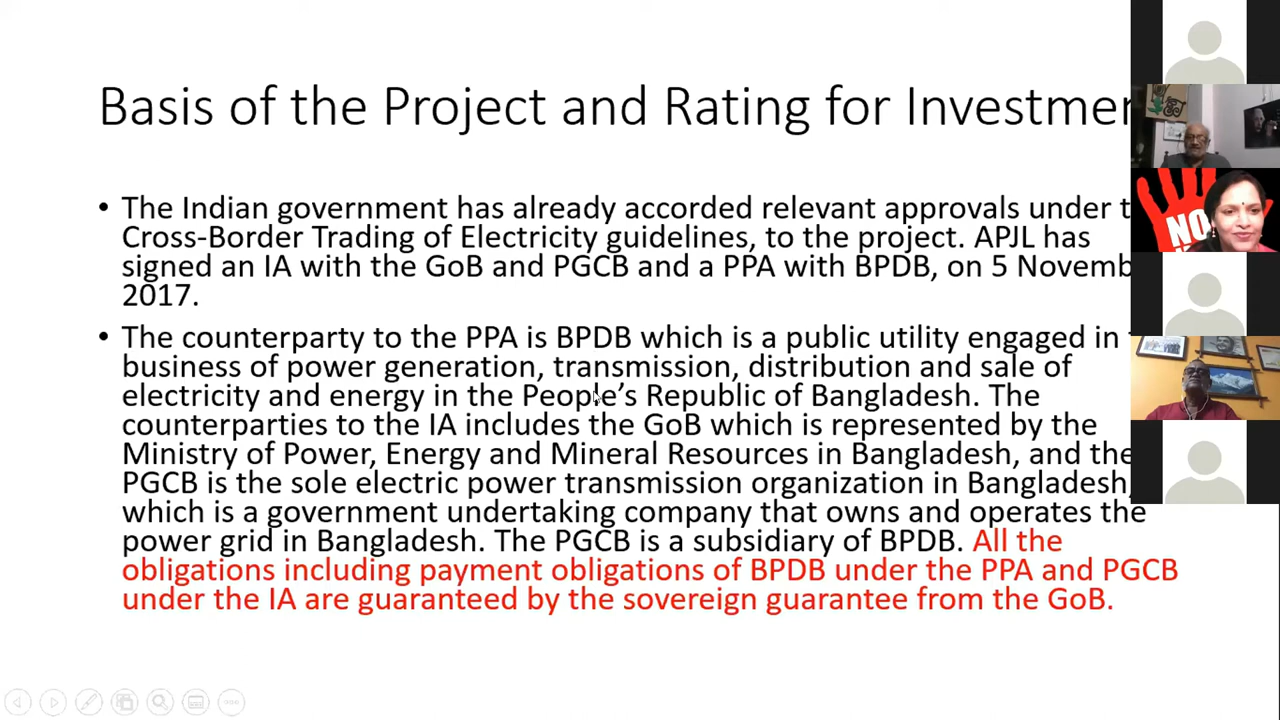 Basis of the Project and Rating for Investmen
• The Indian government has already accorded relevant approvals under t
Cross-Border Trading of Electricity guidelines, to the project. APJL has
signed an IA with the GoB and PGCB and a PPA with BPDB, on 5 Novemb
2017.
• The counterparty to the PPA is BPDB which is a public utility engaged in
business of power generation, transmission, distribution and sale of
electricity and energy in the People’s Republic of Bangladesh. The
counterparties to the IA includes the GoB which is represented by the
Ministry of Power, Energy and Mineral Resources in Bangladesh, and the
PGCB is the sole electric power transmission organization in Bangladesh,
which is a government undertaking company that owns and operates the
power grid in Bangladesh. The PGCB is a subsidiary of BPDB. All the
obligations including payment obligations of BPDB under the PPA and PGCB
under the IA are guaranteed by the sovereign guarantee from the GoB.
NO